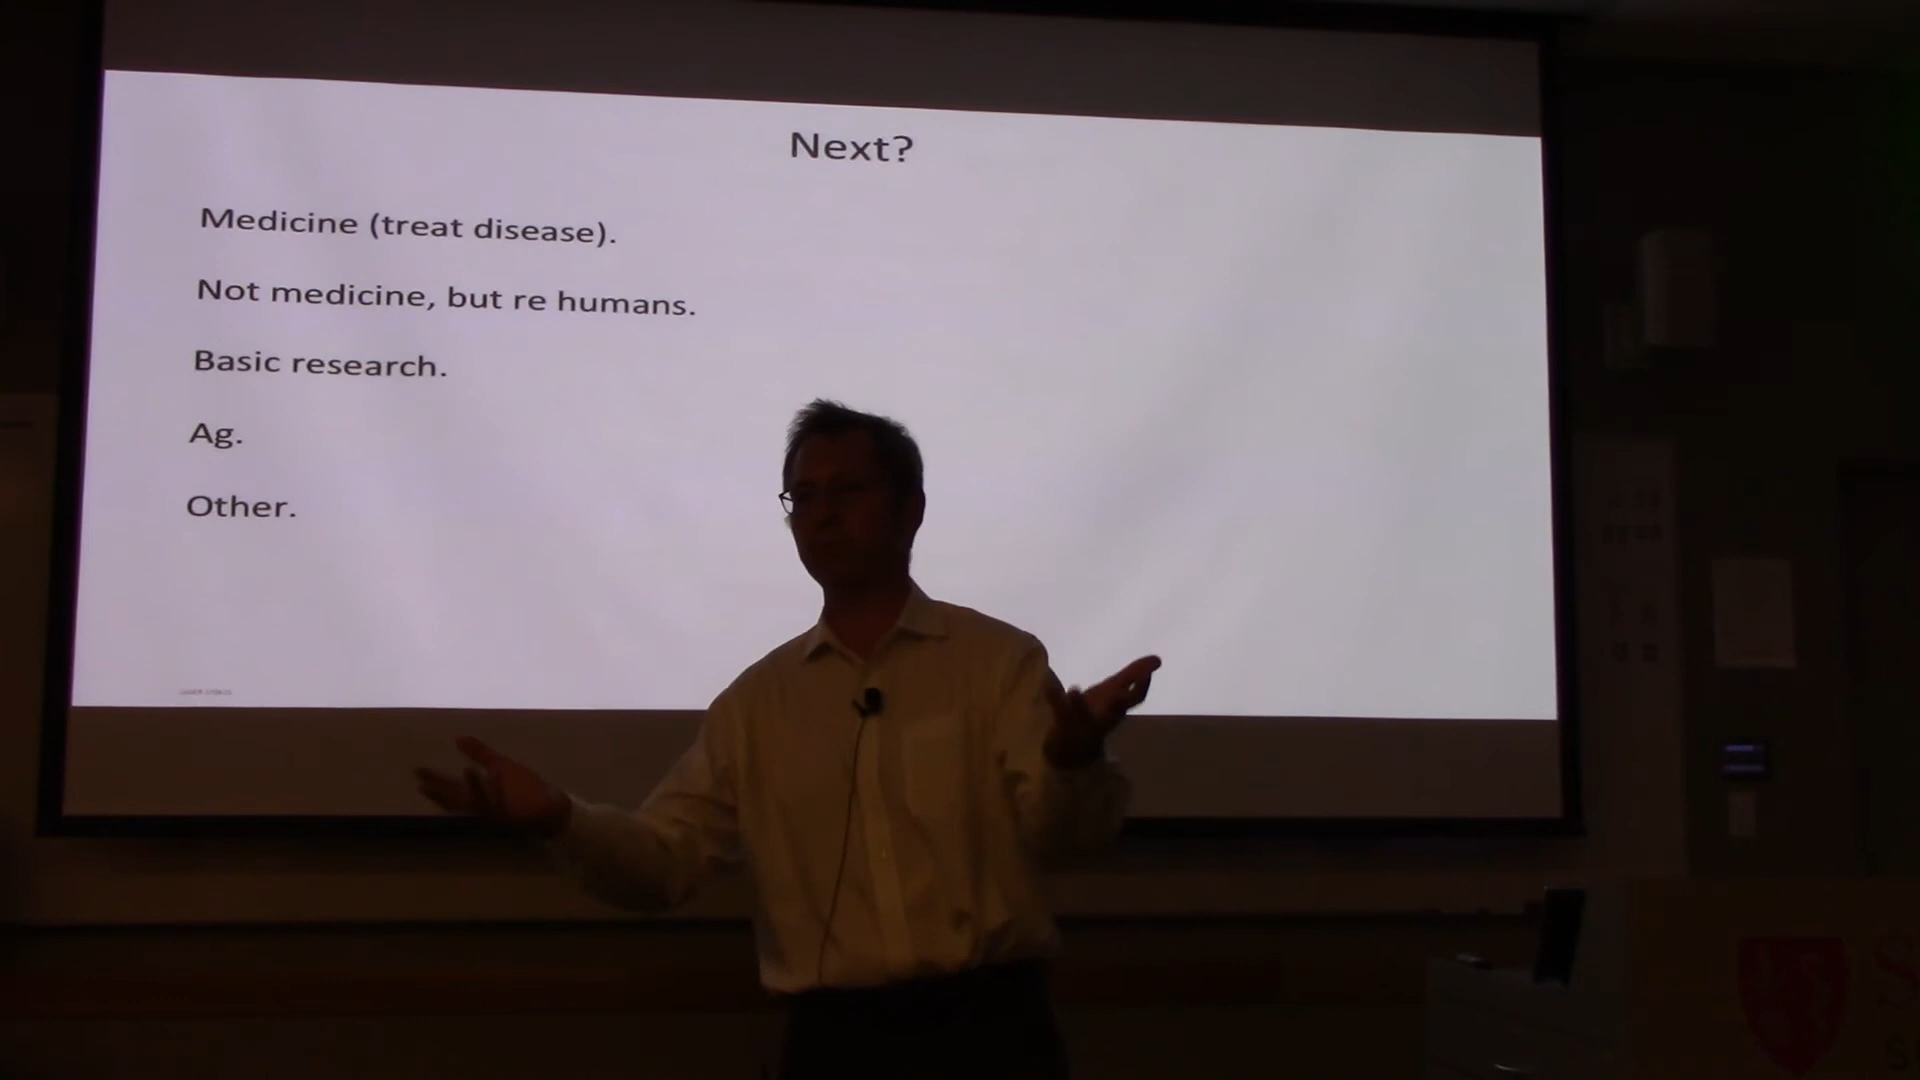 Next?
Medicine (treat disease).
Not medicine, but re humans.
Basic research.
Ag.
Other.